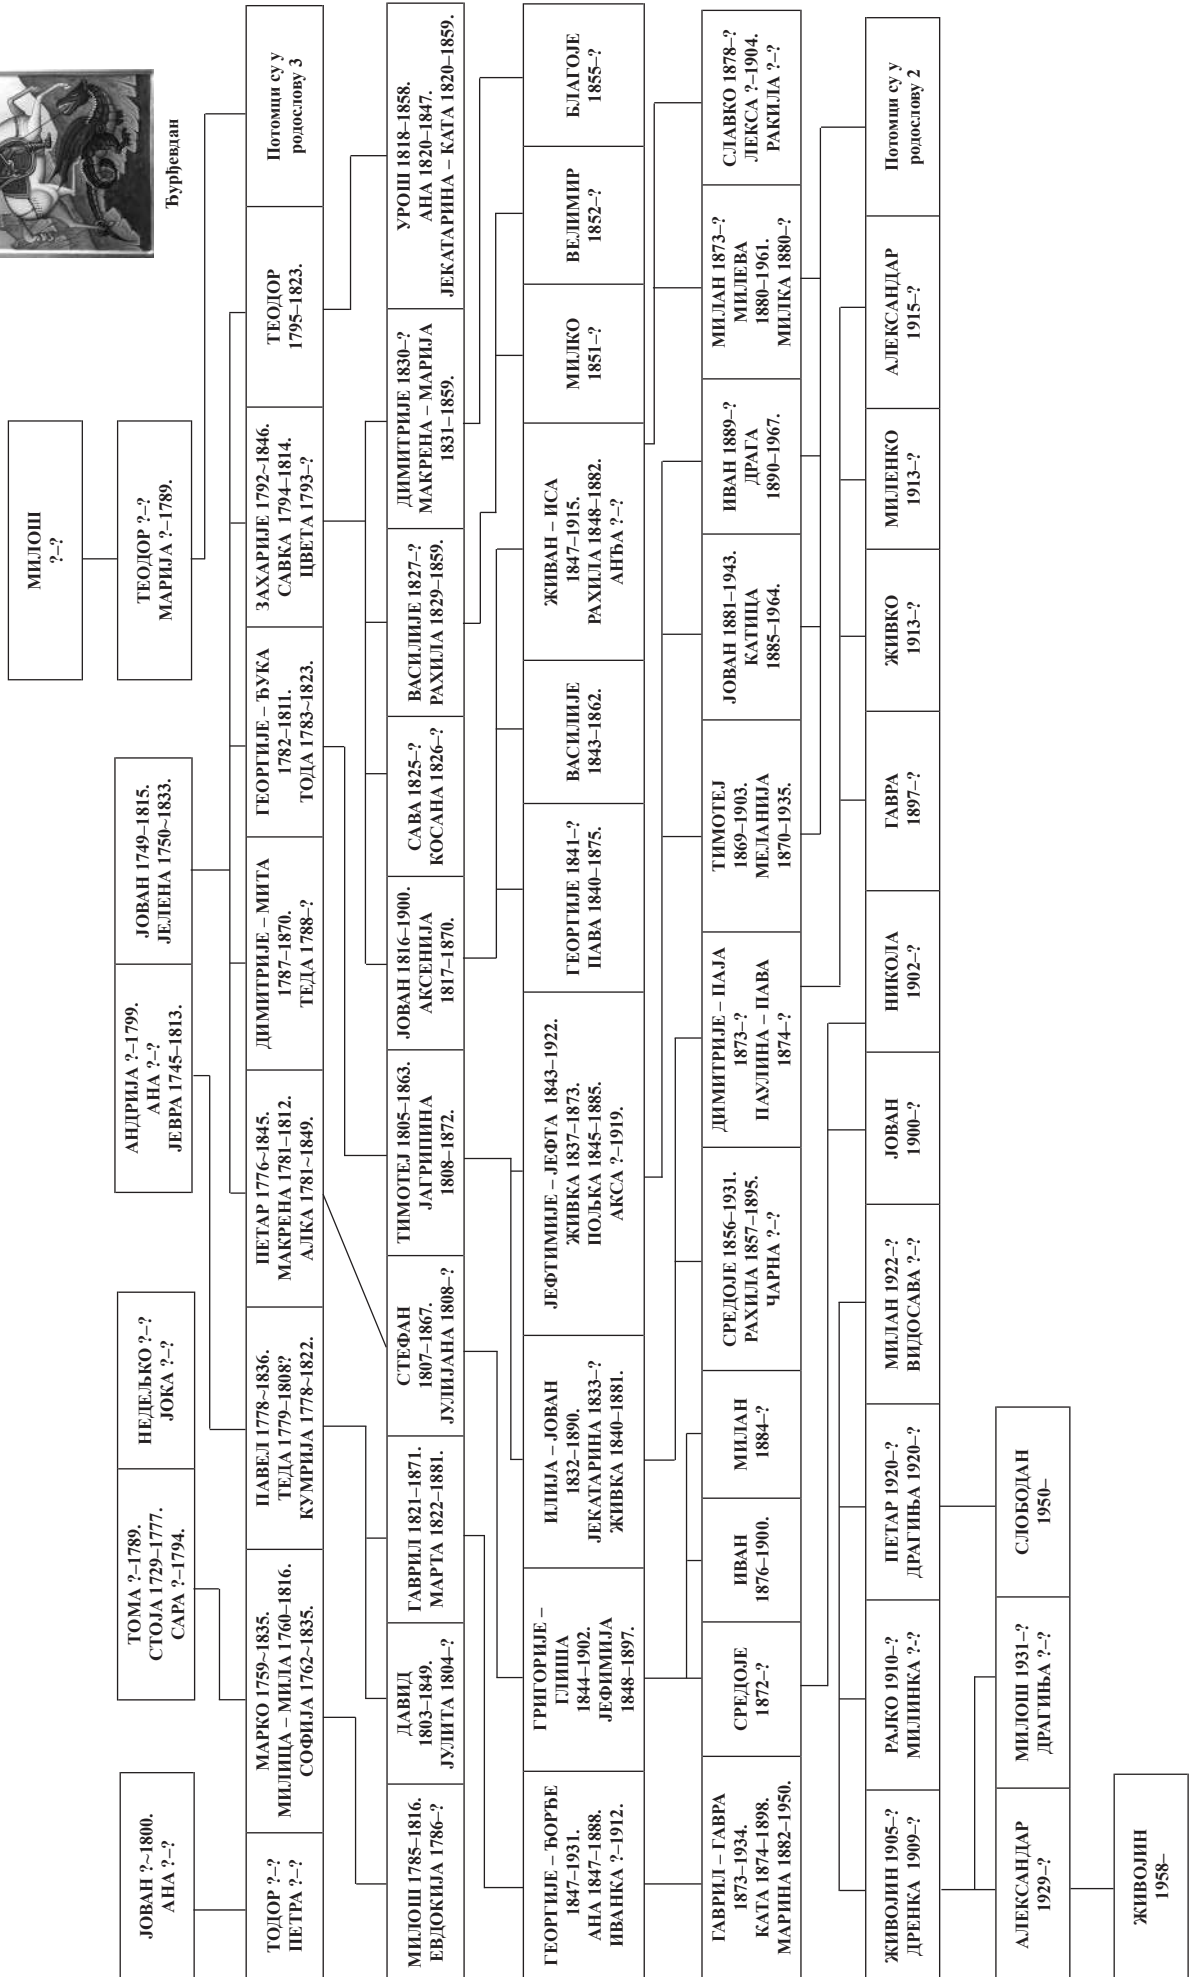 МИЛОШ
?–?
Ђурђевдан
ЈОВАН ?~1800.
АНА ?–?
ТОМА ?–1789.
СТОЈА 1729–1777.
САРА ?–1794.
НЕДЕЉКО ?–?
ЈОКА ?–?
АНДРИЈА ?–1799.
АНА ?–?
ЈЕВРА 1745–1813.
ЈОВАН 1749–1815.
ЈЕЛЕНА 1750~1833.
ТЕОДОР ?–?
МАРИЈА ?–1789.
ТОДОР ?–?
ПЕТРА ?–?
МАРКО 1759~1835.
МИЛИЦА – МИЛА 1760–1816.
СОФИЈА 1762~1835.
ПАВЕЛ 1778~1836.
ТЕДА 1779–1808?
КУМРИЈА 1778~1822.
ПЕТАР 1776~1845.
МАКРЕНА 1781–1812.
АЛКА 1781~1849.
ДИМИТРИЈЕ – МИТА
1787–1870.
ТЕДА 1788–?
ГЕОРГИЈЕ – ЂУКА
1782–1811.
ТОДА 1783~1823.
ЗАХАРИЈЕ 1792~1846.
САВКА 1794–1814.
ЦВЕТА 1793–?
ТЕОДОР
1795–1823.
Потомци су у
родослову 3
МИЛОШ 1785–1816.
ЕВДОКИЈА 1786–?
ДАВИД
1803–1849.
ЈУЛИТА 1804–?
ГАВРИЛ 1821–1871.
МАРТА 1822–1881.
СТЕФАН
1807–1867.
ЈУЛИЈАНА 1808–?
ТИМОТЕЈ 1805–1863.
ЈАГРИПИНА
1808–1872.
ЈОВАН 1816–1900.
АКСЕНИЈА
1817–1870.
САВА 1825–?
КОСАНА 1826–?
ВАСИЛИЈЕ 1827–?
РАХИЛА 1829–1859.
ДИМИТРИЈЕ 1830–?
МАКРЕНА – МАРИЈА
1831–1859.
УРОШ 1818–1858.
АНА 1820–1847.
ЈЕКАТАРИНА – КАТА 1820–1859.
ГЕОРГИЈЕ – ЂОРЂЕ
1847–1931.
АНА 1847–1888.
ИВАНКА ?–1912.
ГРИГОРИЈЕ –
ГЛИША
1844–1902.
ЈЕФИМИЈА
1848–1897.
ИЛИЈА – ЈОВАН
1832–1890.
ЈЕКАТАРИНА 1833–?
ЖИВКА 1840–1881.
ЈЕФТИМИЈЕ – ЈЕФТА 1843–1922.
ЖИВКА 1837–1873.
ПОЉКА 1845–1885.
АКСА ?–1919.
ГЕОРГИЈЕ 1841–?
ПАВА 1840–1875.
ВАСИЛИЈЕ
1843–1862.
ЖИВАН – ИСА
1847–1915.
РАХИЛА 1848–1882.
АНЂА ?–?
МИЛКО
1851–?
ВЕЛИМИР
1852–?
БЛАГОЈЕ
1855–?
ГАВРИЛ – ГАВРА
1873–1934.
КАТА 1874–1898.
МАРИНА 1882–1950.
СРЕДОЈЕ
1872–?
ИВАН
1876–1900.
МИЛАН
1884–?
СРЕДОЈЕ 1856–1931.
РАХИЛА 1857–1895.
ЧАРНА ?–?
ДИМИТРИЈЕ – ПАЈА
1873–?
ПАУЛИНА – ПАВА
1874–?
ТИМОТЕЈ
1869–1903.
МЕЛАНИЈА
1870–1935.
ЈОВАН 1881–1943.
КАТИЦА
1885–1964.
ИВАН 1889–?
ДРАГА
1890–1967.
МИЛАН 1873–?
МИЛЕВА
1880–1961.
МИЛКА 1880–?
СЛАВКО 1878–?
ЛЕКСА ?–1904.
РАКИЛА ?–?
ЖИВОЈИН 1905–?
ДРЕНКА 1909–?
РАЈКО 1910–?
МИЛИНКА ?-?
ПЕТАР 1920–?
ДРАГИЊА 1920–?
МИЛАН 1922–?
ВИДОСАВА ?–?
ЈОВАН
1900–?
НИКОЛА
1902–?
ГАВРА
1897–?
ЖИВКО
1913–?
МИЛЕНКО
1913–?
АЛЕКСАНДАР
1915–?
Потомци су у
родослову 2
АЛЕКСАНДАР
1929–?
МИЛОШ 1931–?
ДРАГИЊА ?–?
СЛОБОДАН
1950–
ЖИВОЈИН
1958–